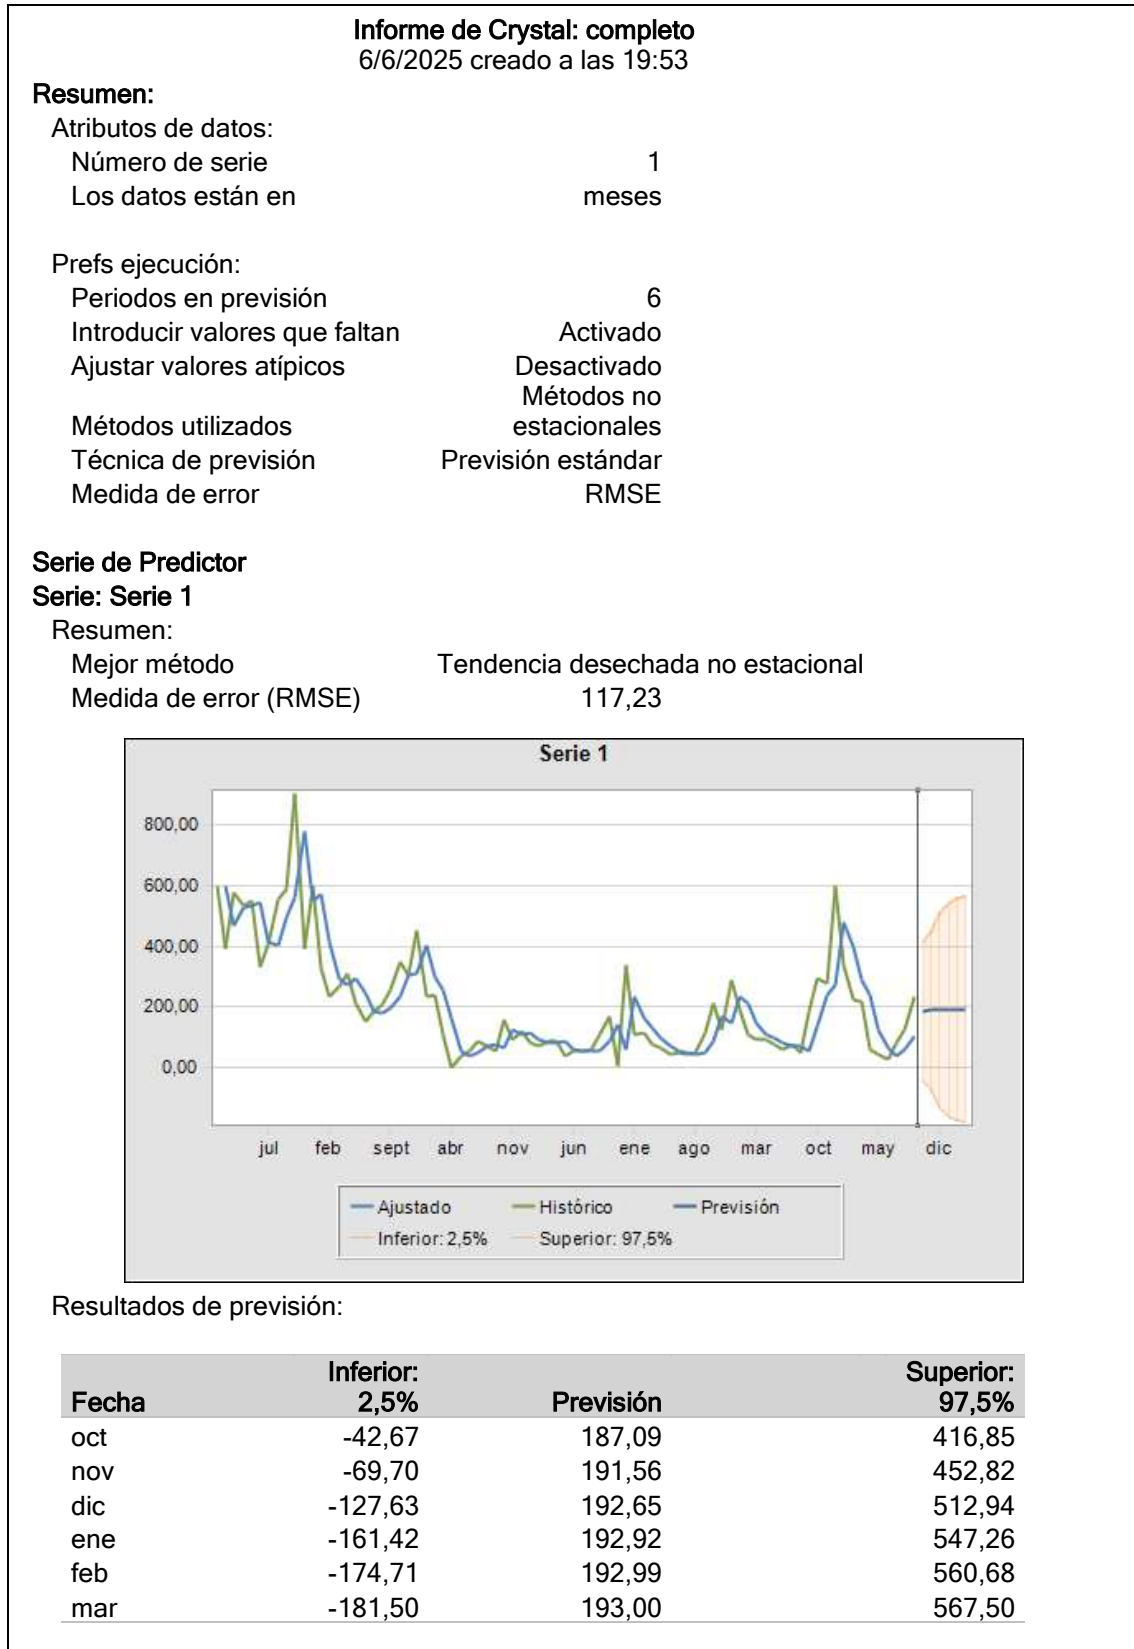 Informe de Crystal: completo
6/6/2025 creado a las 19:53
Resumen:
Atributos de datos:
Número de serie 1
Los datos están en meses
Prefs ejecución:
Periodos en previsión 6
Introducir valores que faltan Activado
Ajustar valores atípicos Desactivado
Métodos no
Métodos utilizados estacionales
Técnica de previsión Previsión estándar
Medida de error RMSE
Serie de Predictor
Serie: Serie 1
Resumen:
Mejor método Tendencia desechada no estacional
Medida de error (RMSE) 117,23
Serie 1
800,00
600,00
400,00
200,00
0,00
jul feb sept abr nov jun ene ago mar oct may dic
Ajustado Histórico Previsión
Inferior: 2,5% Superior: 97,5%
Resultados de previsión:
Inferior: Superior:
Fecha 2,5% Previsión 97,5%
oct -42,67 187,09 416,85
nov -69,70 191,56 452,82
dic -127,63 192,65 512,94
ene -161,42 192,92 547,26
feb -174,71 192,99 560,68
mar -181,50 193,00 567,50